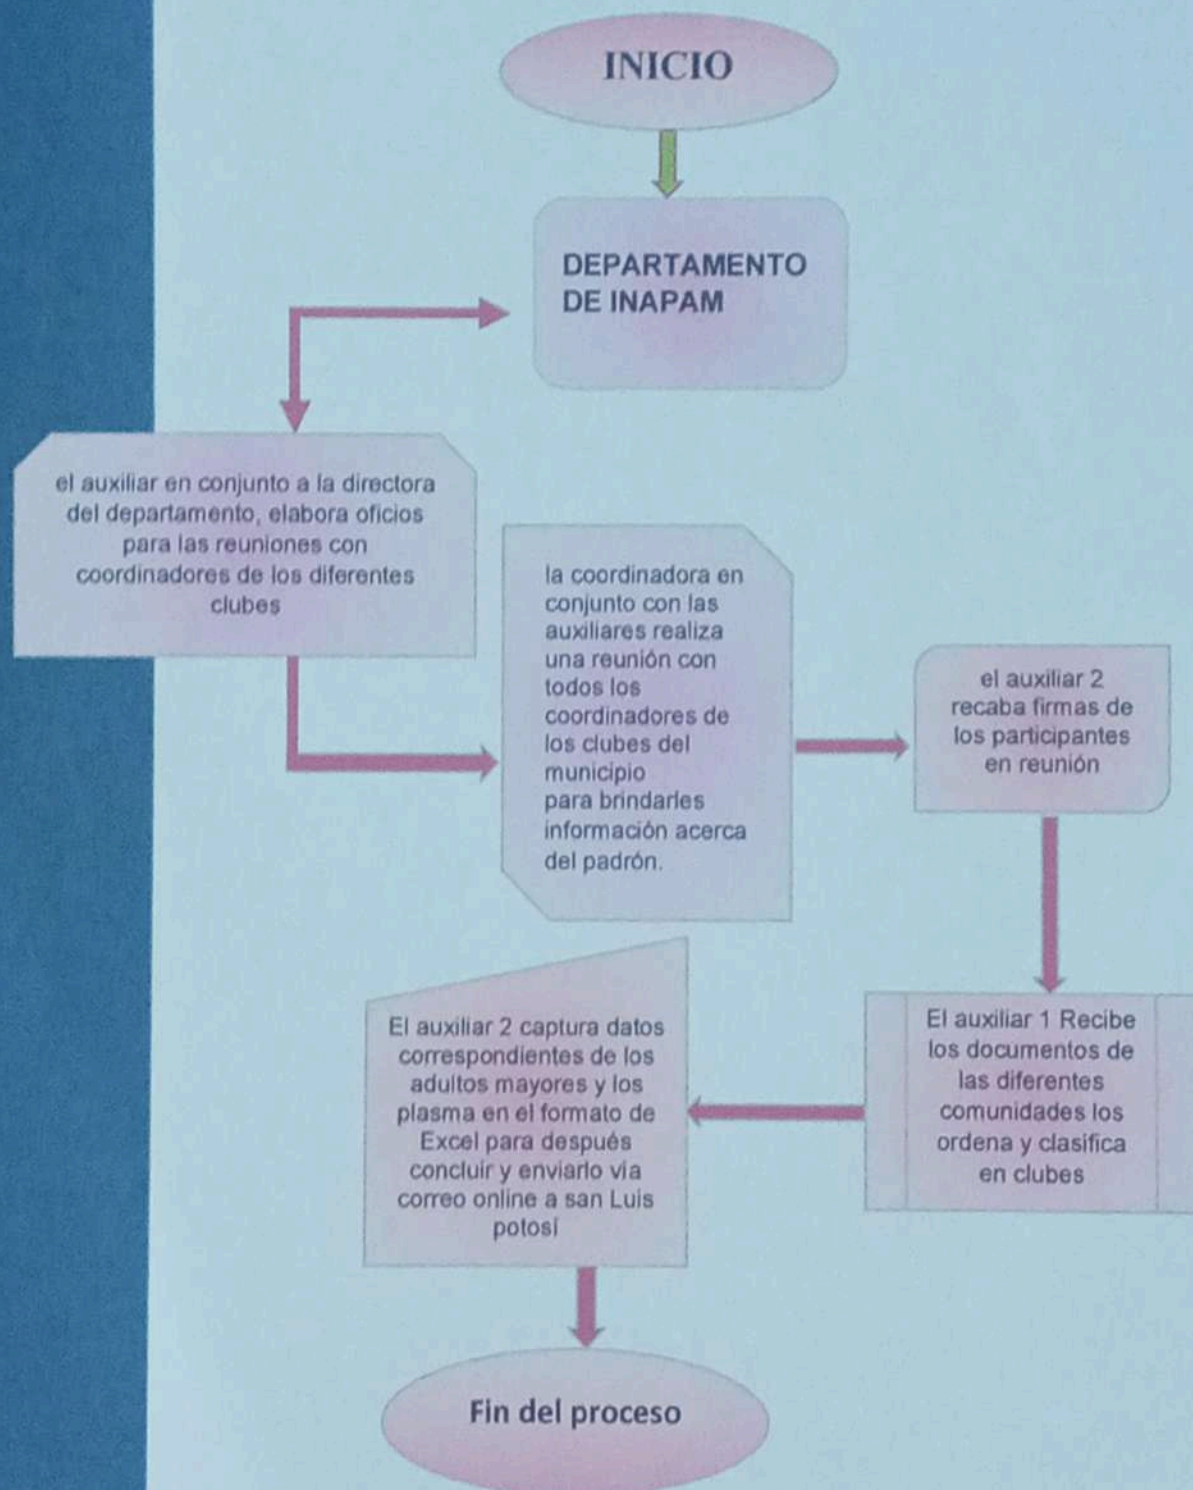 INICIO
DEPARTAMENTO
DE INAPAM
el auxiliar en conjunto a la directora
del departamento, elabora oficios
para las reuniones con
coordinadores de los diferentes
clubes
la coordinadora en
conjunto con las
auxiliares realiza
una reunión con
todos los
coordinadores de
los clubes del
municipio
para brindarles
información acerca
del padrón.
el auxiliar 2
recaba firmas de
los participantes
en reunión
El auxiliar 1 Recibe
los documentos de
las diferentes
comunidades los
ordena y clasifica
en clubes
El auxiliar 2 captura datos
correspondientes de los
adultos mayores y los
plasma en el formato de
Excel para después
concluir y enviarlo via
correo online a san Luis
potosí
Fin del proceso